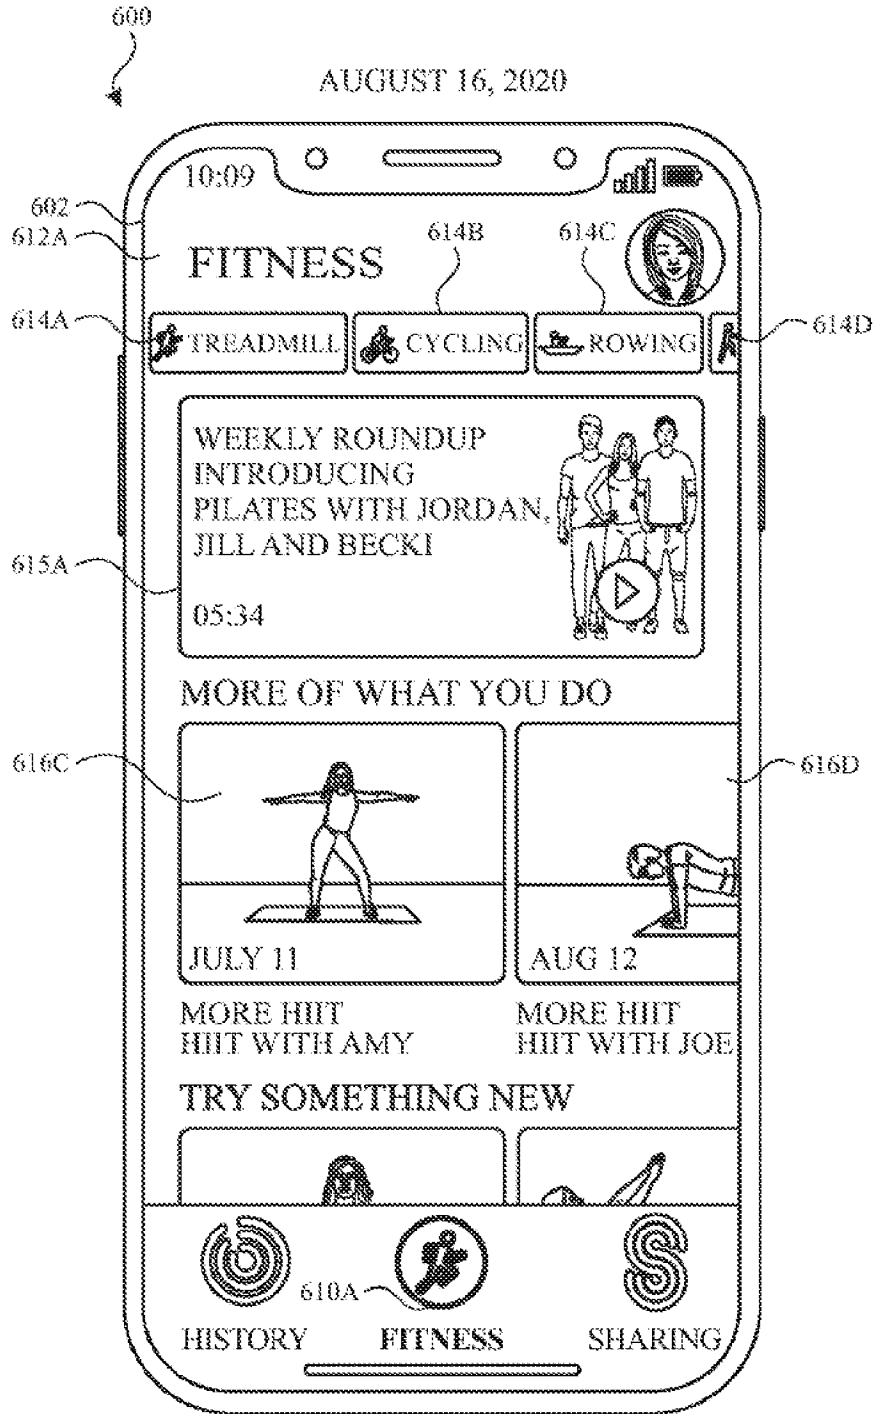 600
AUGUST 16, 2020
10:09
602
612A
FITNESS
614B
614C
614A
TREADMILL
CYCLING
ROWING
614D
WEEKLY ROUNDUP
INTRODUCING
PILATES WITH JORDAN,
JILL AND BECKI
615A
05:34
MORE OF WHAT YOU DO
616C
616D
JULY 11
AUG 12
MORE HIIT
HIIT WITH AMY
MORE HIIT
HIIT WITH JOE
TRY SOMETHING NEW
610A
HISTORY
FITNESS
SHARING